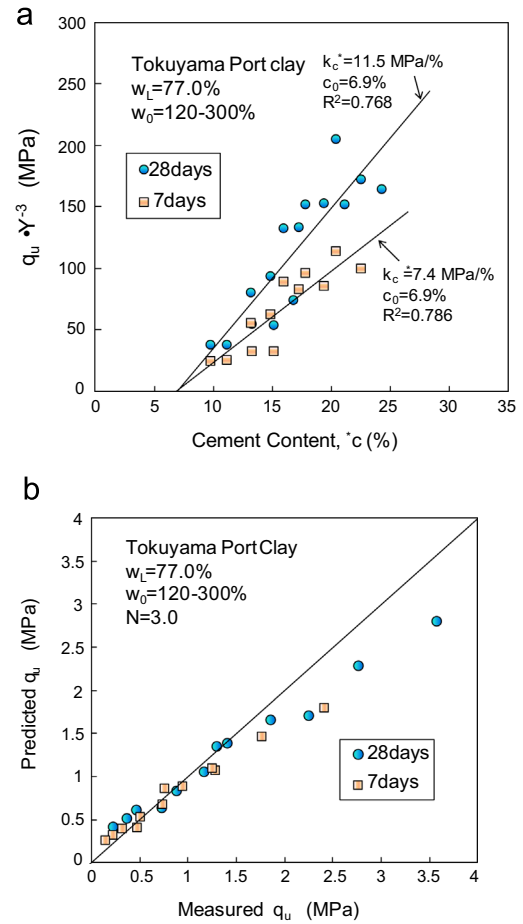 a
300
250
200
150
100
50
0
q_u •Y^-3 (MPa)
Tokuyama Port clay
w_L=77.0%
w_0=120-300%
28days
7days
k_c^*=11.5 MPa/%
c_0=6.9%
R^2=0.768
k_c^*=7.4 MPa/%
c_0=6.9%
R^2=0.786
0 5 10 15 20 25 30 35
Cement Content, *c (%)
b
4
3.5
3
2.5
2
1.5
1
0.5
0
Predicted q_u (MPa)
Tokuyama Port Clay
w_L=77.0%
w_0=120-300%
N=3.0
28days
7days
0 0.5 1 1.5 2 2.5 3 3.5 4
Measured q_u (MPa)